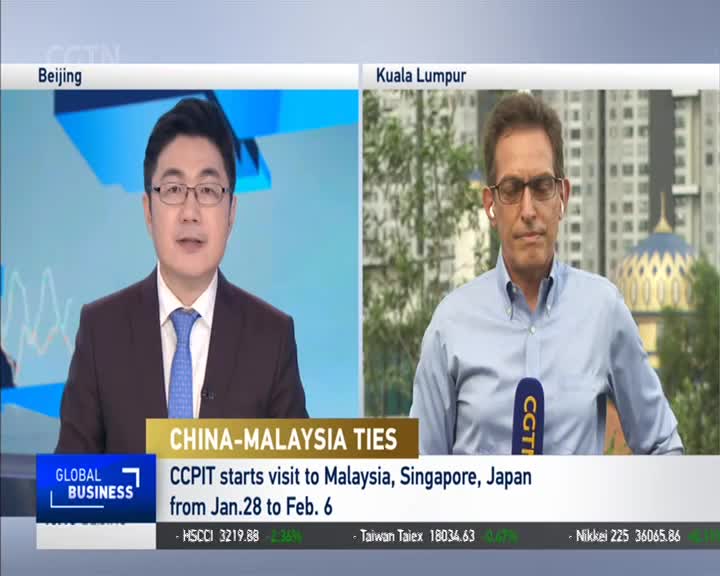 CGTN
Beijing
Kuala Lumpur
CGTN
CHINA-MALAYSIA TIES
GLOBAL
BUSINESS
CCPIT starts visit to Malaysia, Singapore, Japan
from Jan.28 to Feb. 6
- HSCCI 3219.88 -2.36% - Taiwan Taiex 18034.63 -0.47% - Nikkei 225 36065.86